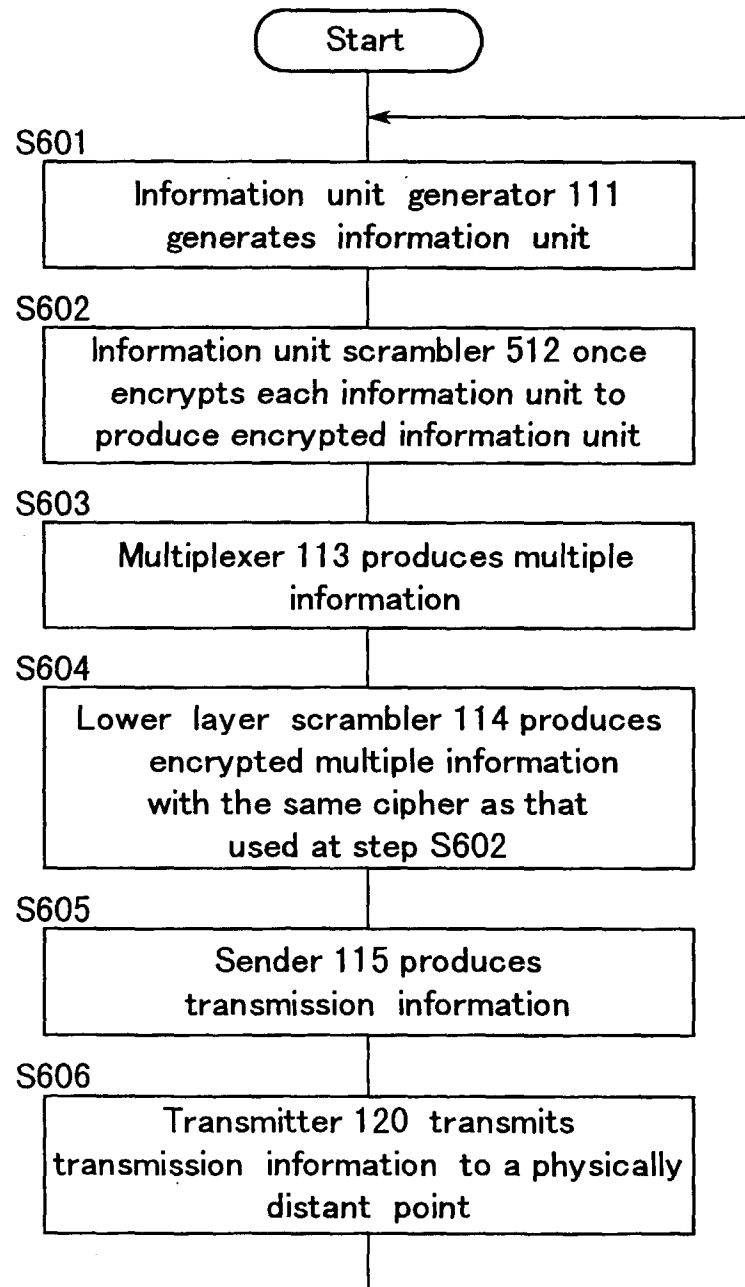 Start
S601
Information unit generator 111
generates information unit
S602
Information unit scrambler 512 once
encrypts each information unit to
produce encrypted information unit
S603
Multiplexer 113 produces multiple
information
S604
Lower layer scrambler 114 produces
encrypted multiple information
with the same cipher as that
used at step S602
S605
Sender 115 produces
transmission information
S606
Transmitter 120 transmits
transmission information to a physically
distant point